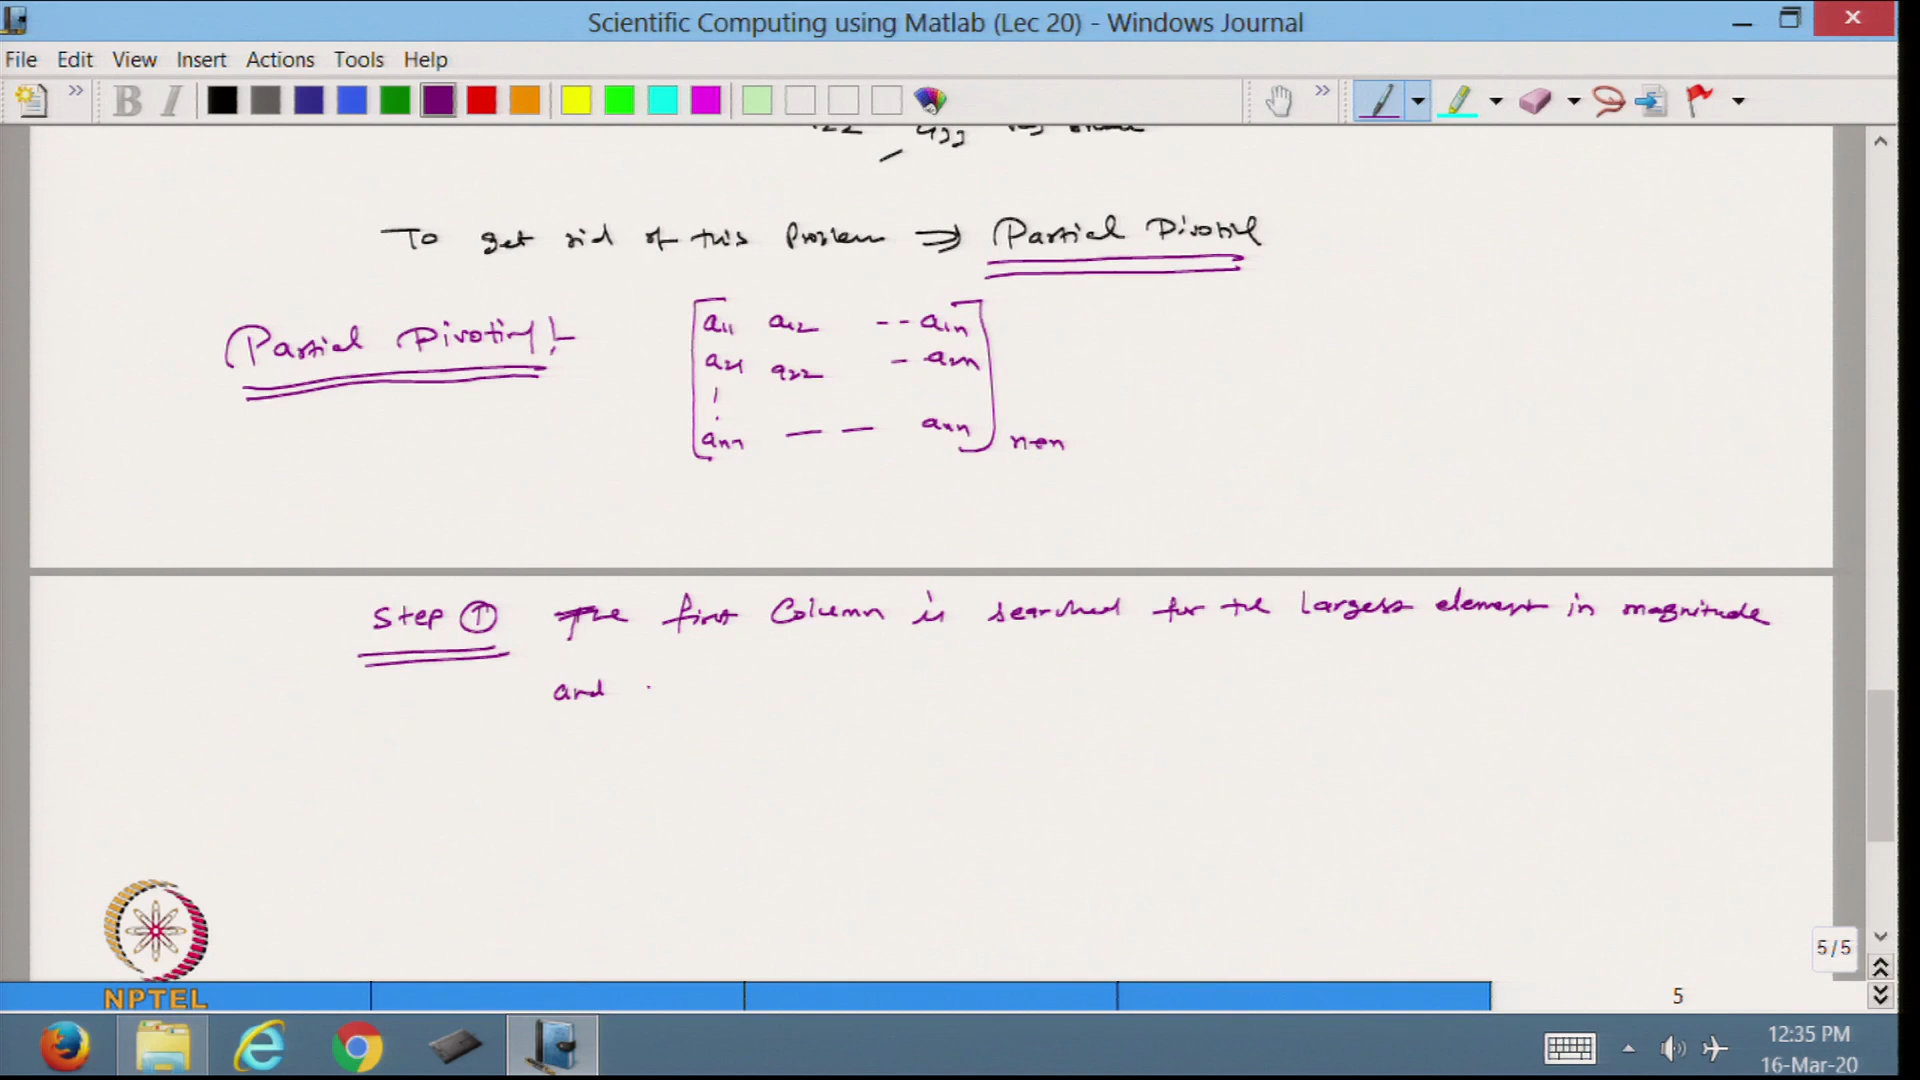 Scientific Computing using Matlab (Lec 20) - Windows Journal
File Edit View Insert Actions Tools Help
To get rid of this Problem ⇒ Partial Pivoting
Partial Pivoting :-
a11 a12 -- a1n
a21 a22 - a2n
ann — — ann
n×n
Step ① The first Column is searched for the largest element in magnitude
and
5/5
NPTEL
5
12:35 PM
16-Mar-20